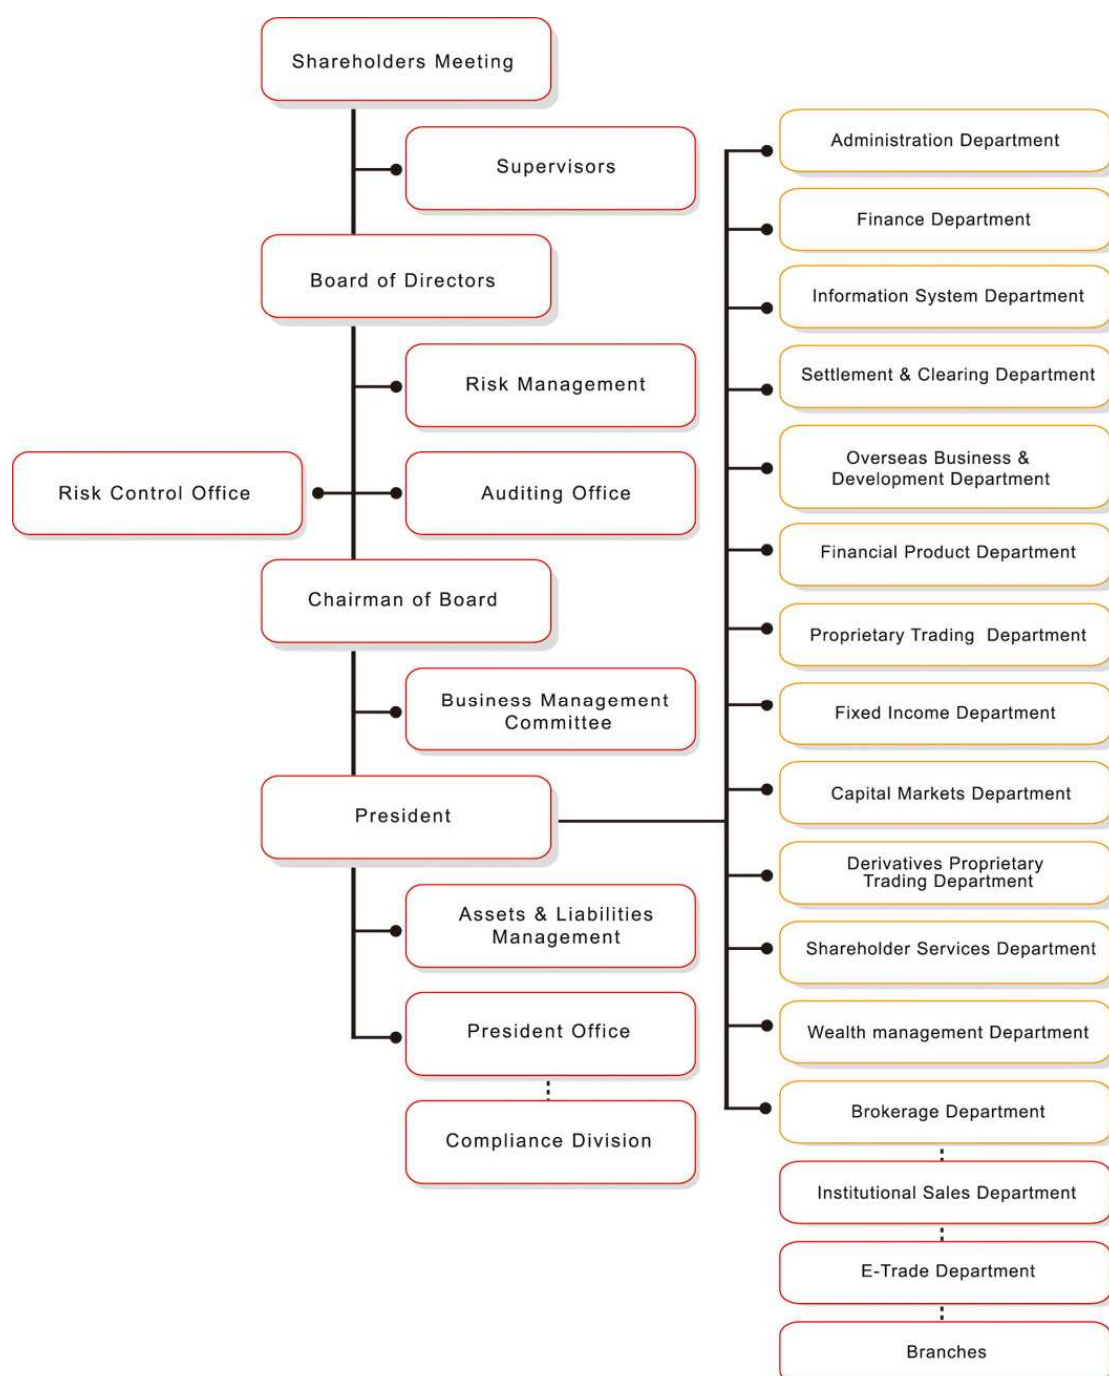 Shareholders Meeting
Supervisors
Board of Directors
Risk Management
Risk Control Office
Auditing Office
Chairman of Board
Business Management
Committee
President
Assets & Liabilities
Management
President Office
Compliance Division
Administration Department
Finance Department
Information System Department
Settlement & Clearing Department
Overseas Business &
Development Department
Financial Product Department
Proprietary Trading Department
Fixed Income Department
Capital Markets Department
Derivatives Proprietary
Trading Department
Shareholder Services Department
Wealth management Department
Brokerage Department
Institutional Sales Department
E-Trade Department
Branches